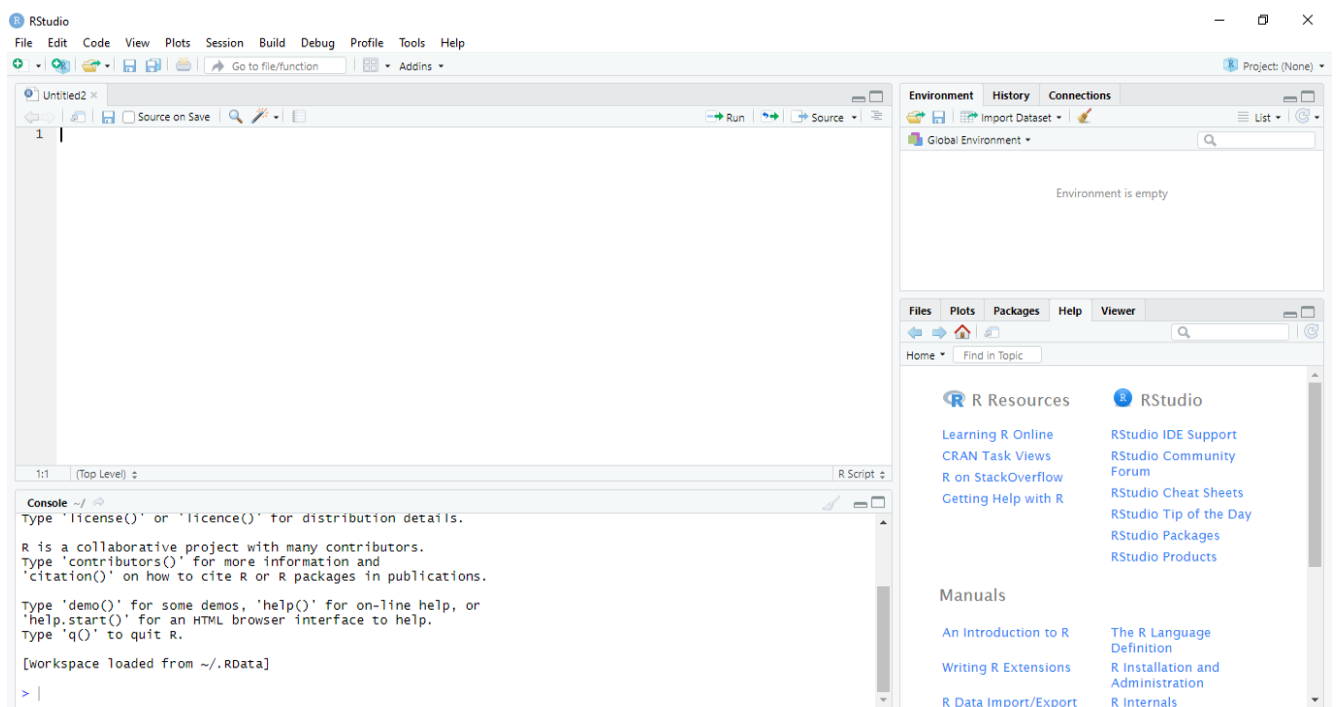 RStudio
File Edit Code View Plots Session Build Debug Profile Tools Help
Go to file/function Addins Project: (None)
Untitled2
Source on Save Run Source
1
1:1 (Top Level) R Script
Console ~/
Type 'license()' or 'licence()' for distribution details.
R is a collaborative project with many contributors.
Type 'contributors()' for more information and
'citation()' on how to cite R or R packages in publications.
Type 'demo()' for some demos, 'help()' for on-line help, or
'help.start()' for an HTML browser interface to help.
Type 'q()' to quit R.
[Workspace loaded from ~/.RData]
>
Environment History Connections
Import Dataset List
Global Environment
Environment is empty
Files Plots Packages Help Viewer
Home Find in Topic
R Resources
Learning R Online
CRAN Task Views
R on StackOverflow
Getting Help with R
RStudio
RStudio IDE Support
RStudio Community
Forum
RStudio Cheat Sheets
RStudio Tip of the Day
RStudio Packages
RStudio Products
Manuals
An Introduction to R
Writing R Extensions
R Data Import/Export
The R Language
Definition
R Installation and
Administration
R Internals